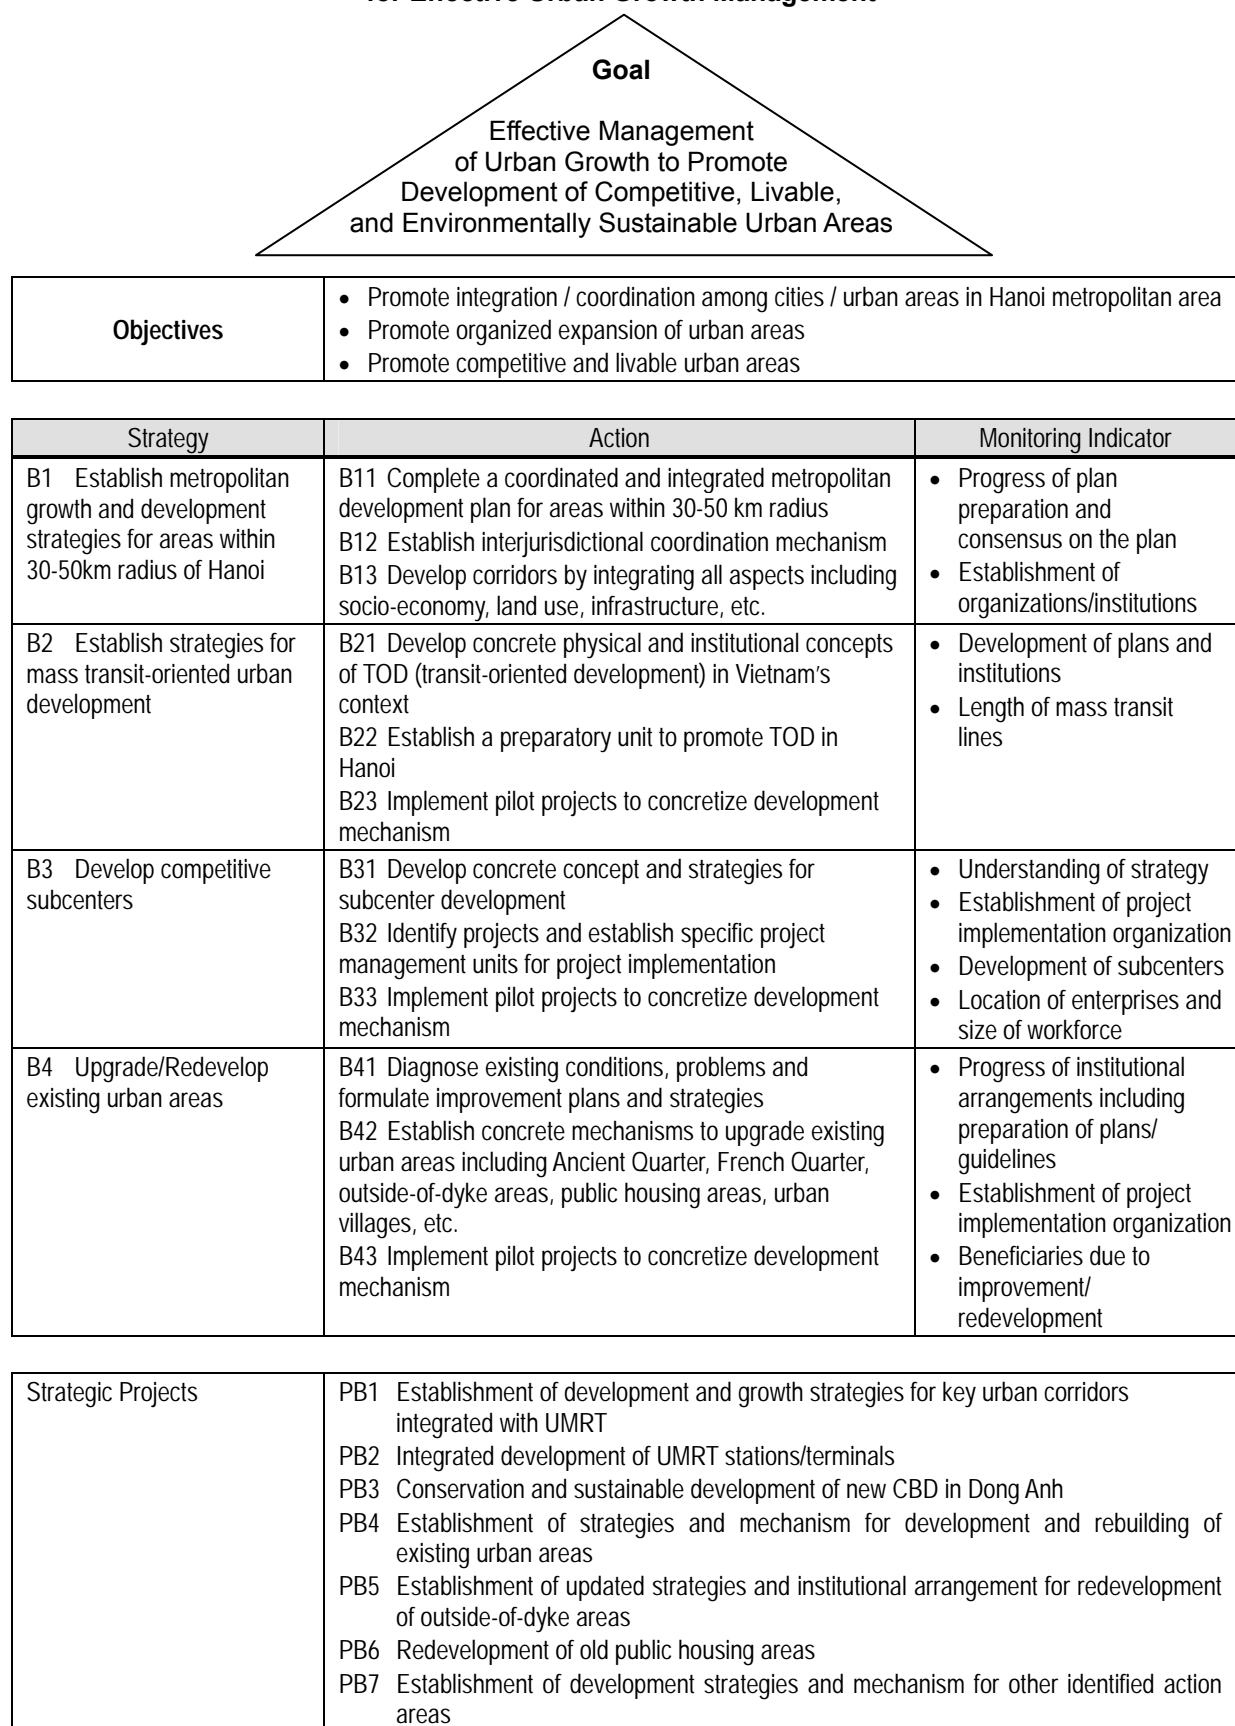 for Effective Urban Growth Management
Goal
Effective Management
of Urban Growth to Promote
Development of Competitive, Livable,
and Environmentally Sustainable Urban Areas
Objectives
• Promote integration / coordination among cities / urban areas in Hanoi metropolitan area
• Promote organized expansion of urban areas
• Promote competitive and livable urban areas
Strategy
Action
Monitoring Indicator
B1 Establish metropolitan
growth and development
strategies for areas within
30-50km radius of Hanoi
B11 Complete a coordinated and integrated metropolitan
development plan for areas within 30-50 km radius
B12 Establish interjurisdictional coordination mechanism
B13 Develop corridors by integrating all aspects including
socio-economy, land use, infrastructure, etc.
• Progress of plan
preparation and
consensus on the plan
• Establishment of
organizations/institutions
B2 Establish strategies for
mass transit-oriented urban
development
B21 Develop concrete physical and institutional concepts
of TOD (transit-oriented development) in Vietnam's
context
B22 Establish a preparatory unit to promote TOD in
Hanoi
B23 Implement pilot projects to concretize development
mechanism
• Development of plans and
institutions
• Length of mass transit
lines
B3 Develop competitive
subcenters
B31 Develop concrete concept and strategies for
subcenter development
B32 Identify projects and establish specific project
management units for project implementation
B33 Implement pilot projects to concretize development
mechanism
• Understanding of strategy
• Establishment of project
implementation organization
• Development of subcenters
• Location of enterprises and
size of workforce
B4 Upgrade/Redevelop
existing urban areas
B41 Diagnose existing conditions, problems and
formulate improvement plans and strategies
B42 Establish concrete mechanisms to upgrade existing
urban areas including Ancient Quarter, French Quarter,
outside-of-dyke areas, public housing areas, urban
villages, etc.
B43 Implement pilot projects to concretize development
mechanism
• Progress of institutional
arrangements including
preparation of plans/
guidelines
• Establishment of project
implementation organization
• Beneficiaries due to
improvement/
redevelopment
Strategic Projects
PB1 Establishment of development and growth strategies for key urban corridors
integrated with UMRT
PB2 Integrated development of UMRT stations/terminals
PB3 Conservation and sustainable development of new CBD in Dong Anh
PB4 Establishment of strategies and mechanism for development and rebuilding of
existing urban areas
PB5 Establishment of updated strategies and institutional arrangement for redevelopment
of outside-of-dyke areas
PB6 Redevelopment of old public housing areas
PB7 Establishment of development strategies and mechanism for other identified action
areas